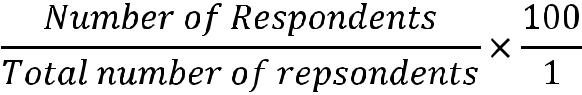 Number of Respondents
Total number of repsondents
× 100
1